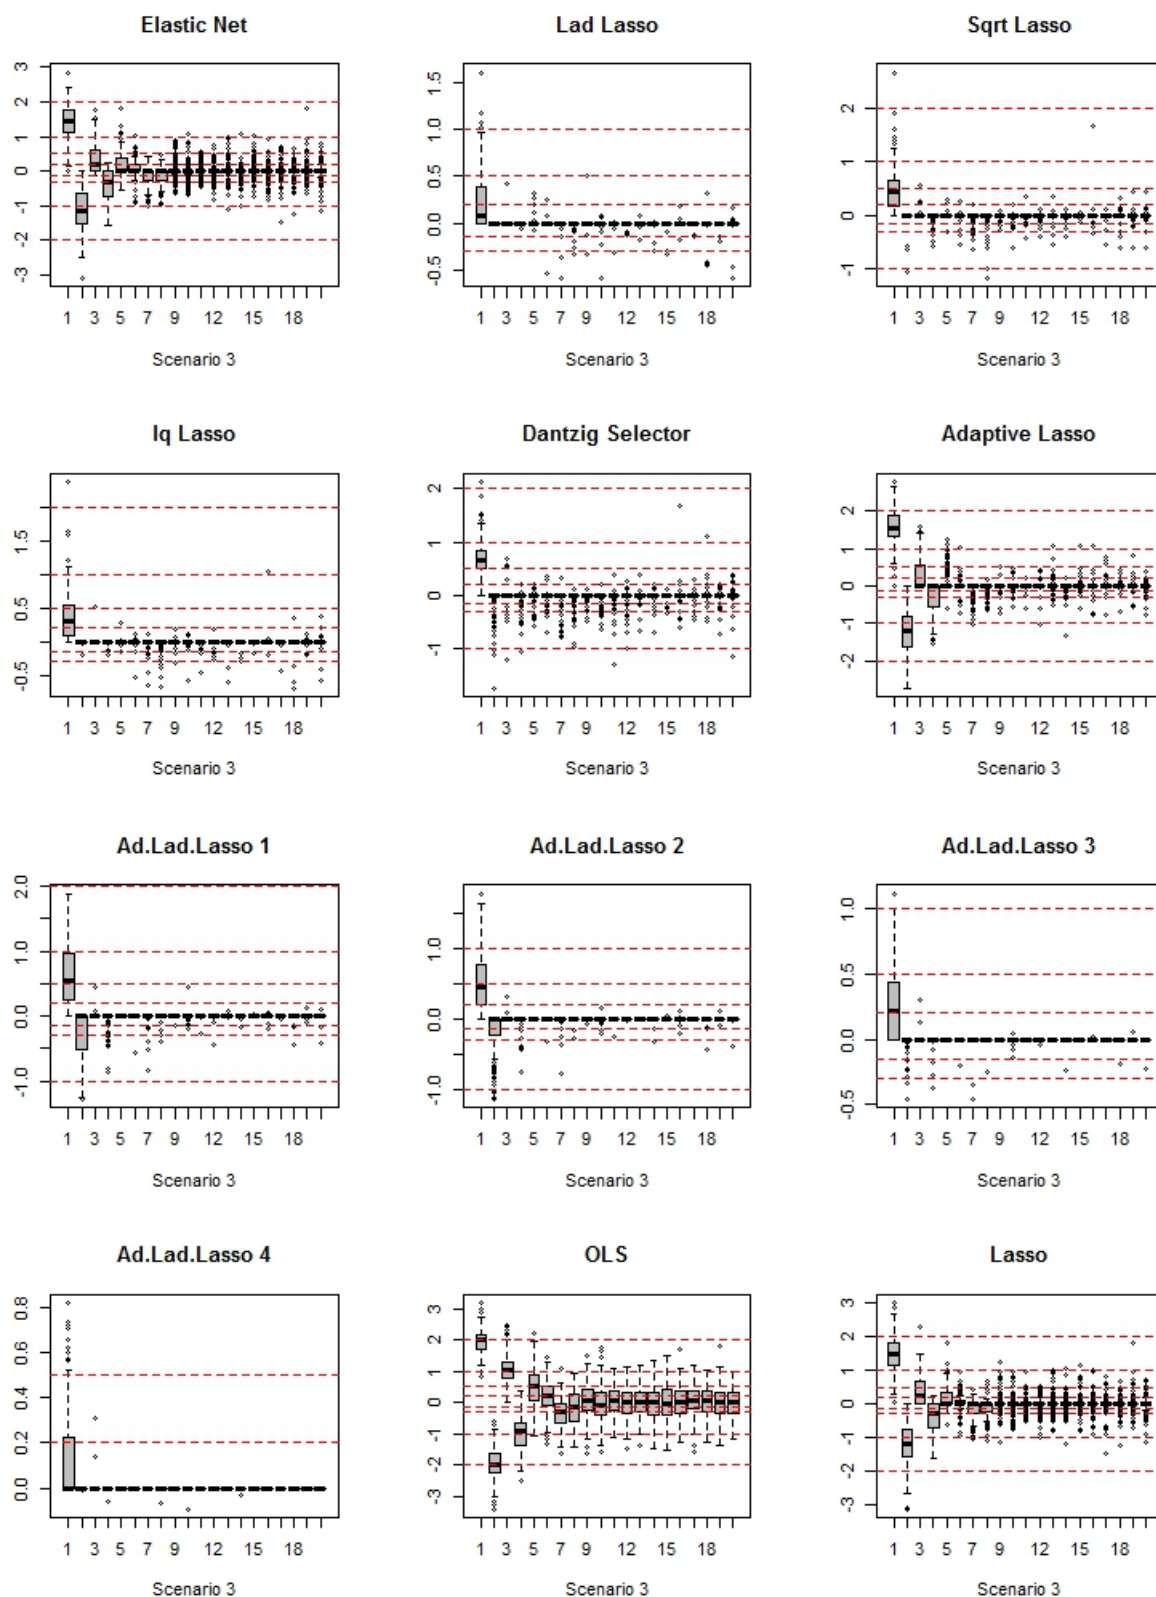 Elastic Net
Lad Lasso
Sqrt Lasso
3
2
1
0
-1
-2
-3
1.5
1.0
0.5
0.0
-0.5
2
1
0
-1
1 3 5 7 9 12 15 18
1 3 5 7 9 12 15 18
1 3 5 7 9 12 15 18
Scenario 3
Scenario 3
Scenario 3
Iq Lasso
Dantzig Selector
Adaptive Lasso
1.5
0.5
-0.5
2
1
0
-1
2
1
0
-1
-2
1 3 5 7 9 12 15 18
1 3 5 7 9 12 15 18
1 3 5 7 9 12 15 18
Scenario 3
Scenario 3
Scenario 3
Ad.Lad.Lasso 1
Ad.Lad.Lasso 2
Ad.Lad.Lasso 3
2.0
1.0
0.0
-1.0
1.0
0.0
-1.0
1.0
0.5
0.0
-0.5
1 3 5 7 9 12 15 18
1 3 5 7 9 12 15 18
1 3 5 7 9 12 15 18
Scenario 3
Scenario 3
Scenario 3
Ad.Lad.Lasso 4
OLS
Lasso
0.8
0.6
0.4
0.2
0.0
3
2
1
0
-1
-2
-3
3
2
1
0
-1
-2
-3
1 3 5 7 9 12 15 18
1 3 5 7 9 12 15 18
1 3 5 7 9 12 15 18
Scenario 3
Scenario 3
Scenario 3